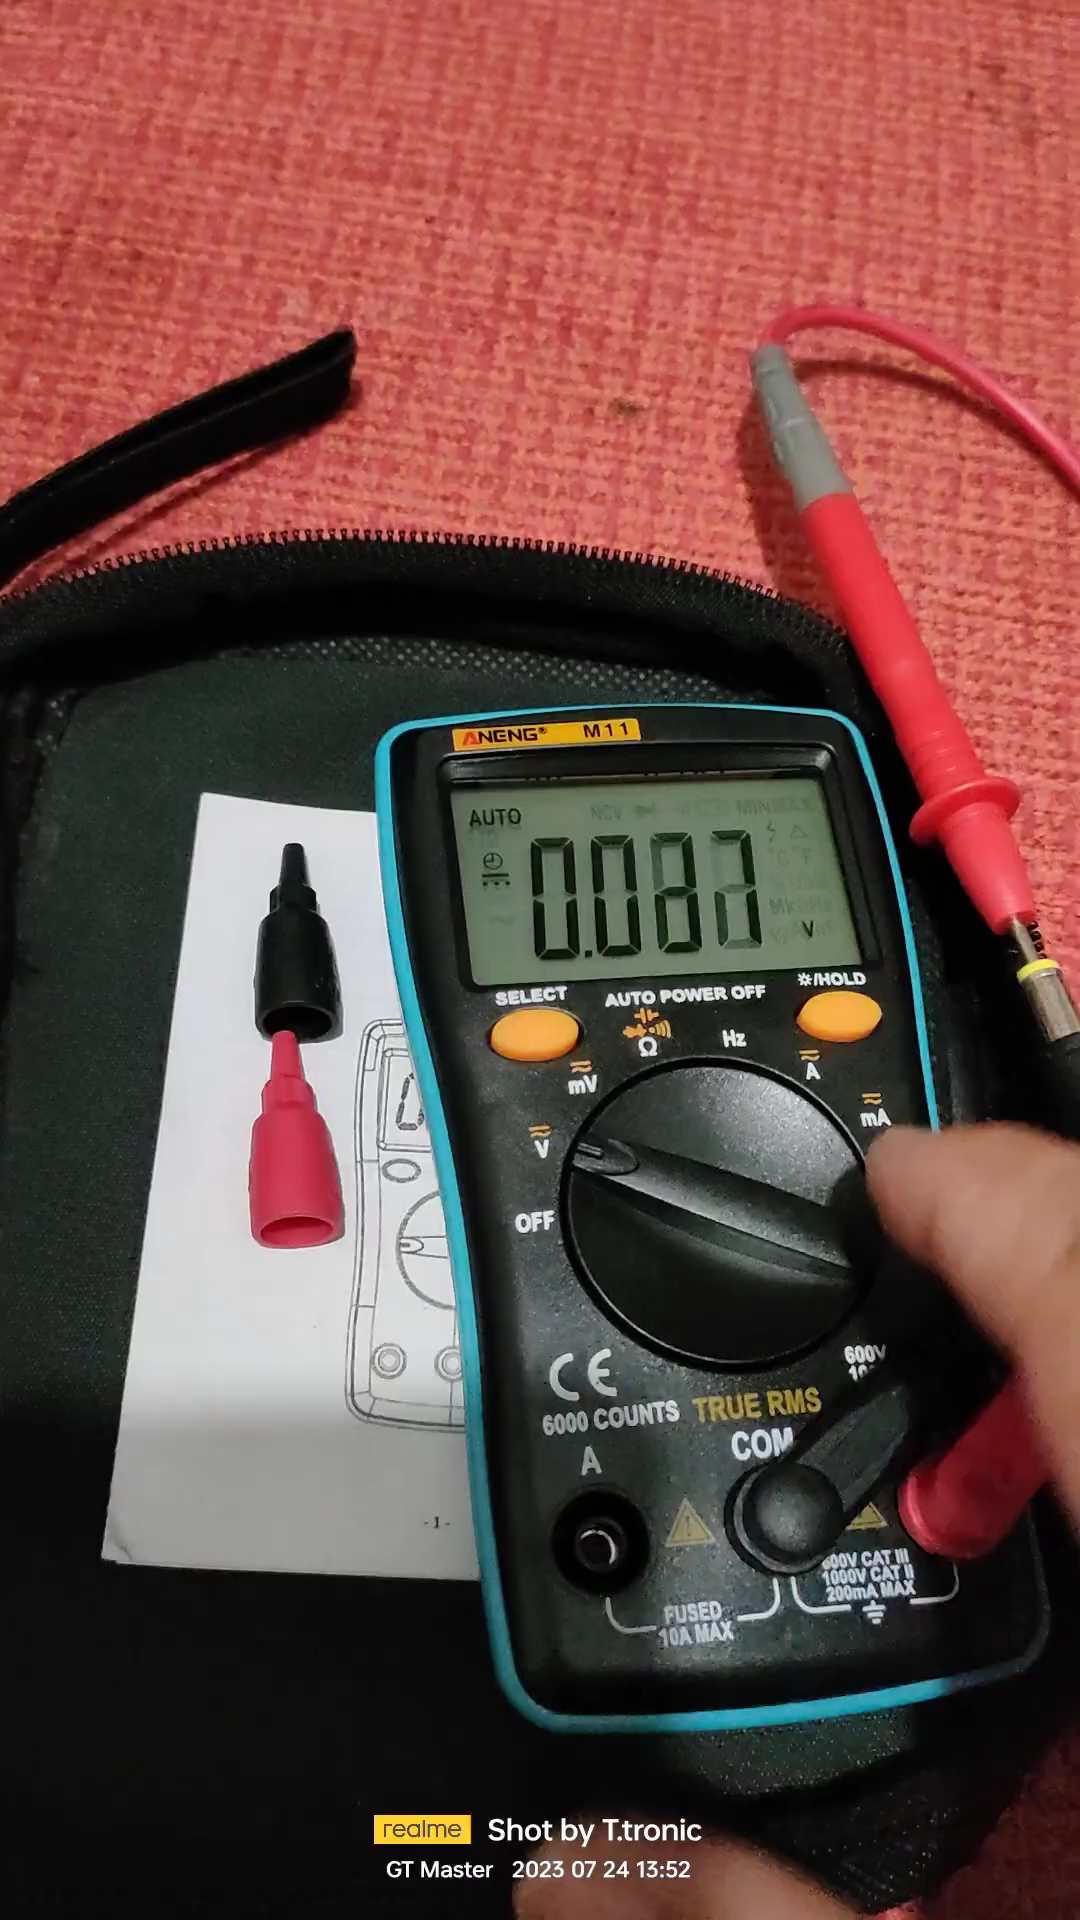 ANENG® M11
AUTO
V
SELECT
AUTO POWER OFF
/HOLD
Ω
Hz
A
mV
mA
V
OFF
600V
CE
6000 COUNTS
TRUE RMS
COM
A
600V CAT III
1000V CAT II
200mA MAX
FUSED
10A MAX
-1-
realme Shot by T.tronic
GT Master 2023 07 24 13:52